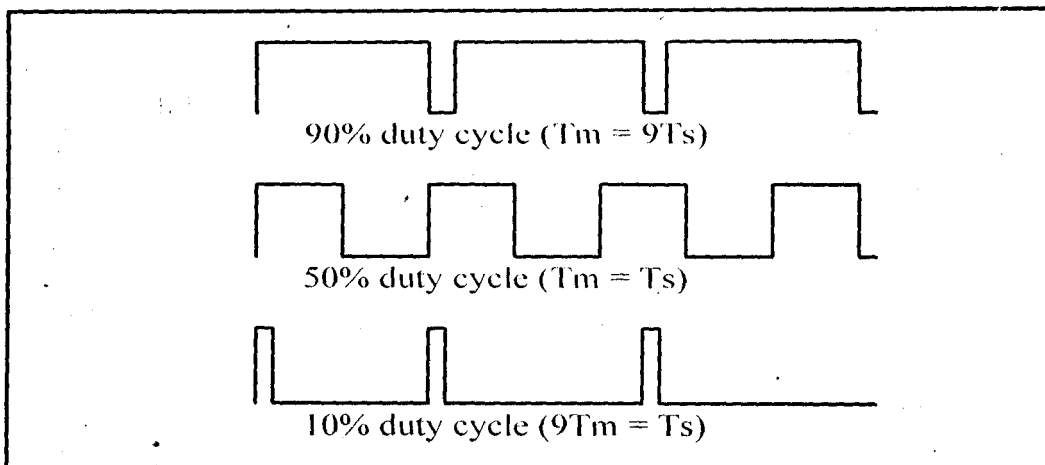 90% duty cycle (Tm = 9Ts)
50% duty cycle (Tm = Ts)
10% duty cycle (9Tm = Ts)